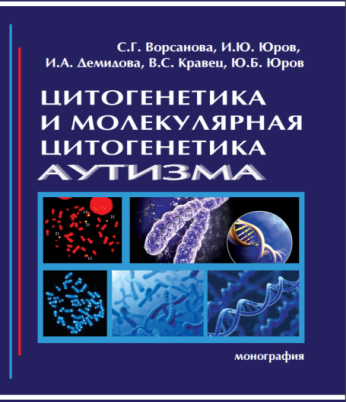 С.Г. Ворсанова, И.Ю. Юров,
И.А. Демидова, В.С. Кравец, Ю.Б. Юров
ЦИТОГЕНЕТИКА
И МОЛЕКУЛЯРНАЯ
ЦИТОГЕНЕТИКА
АУТИЗМА
монография